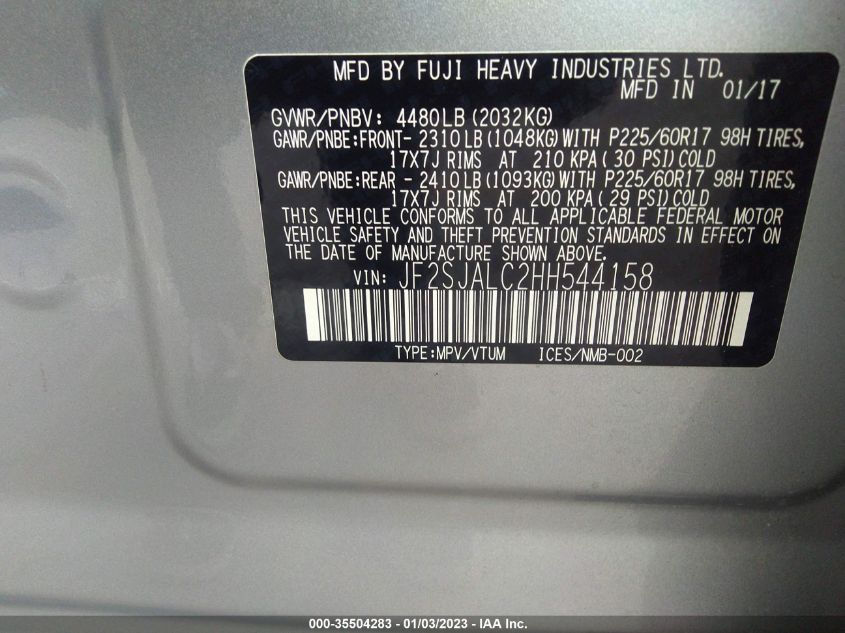 MFD BY FUJI HEAVY INDUSTRIES LTD.
MFD IN 01/17
GVWR/PNBV: 4480LB (2032KG)
GAWR/PNBE:FRONT- 2310LB (1048KG) WITH P225/60R17 98H TIRES,
17X7J RIMS AT 210 KPA (30 PSI) COLD
GAWR/PNBE:REAR - 2410LB (1093KG) WITH P225/60R17 98H TIRES,
17X7J RIMS AT 200 KPA (29 PSI) COLD
THIS VEHICLE CONFORMS TO ALL APPLICABLE FEDERAL MOTOR
VEHICLE SAFETY AND THEFT PREVENTION STANDARDS IN EFFECT ON
THE DATE OF MANUFACTURE SHOWN ABOVE.
VIN: JF2SJALC2HH544158
TYPE:MPV/VTUM ICES/NMB-002
000-35504283 - 01/03/2023 - IAA Inc.